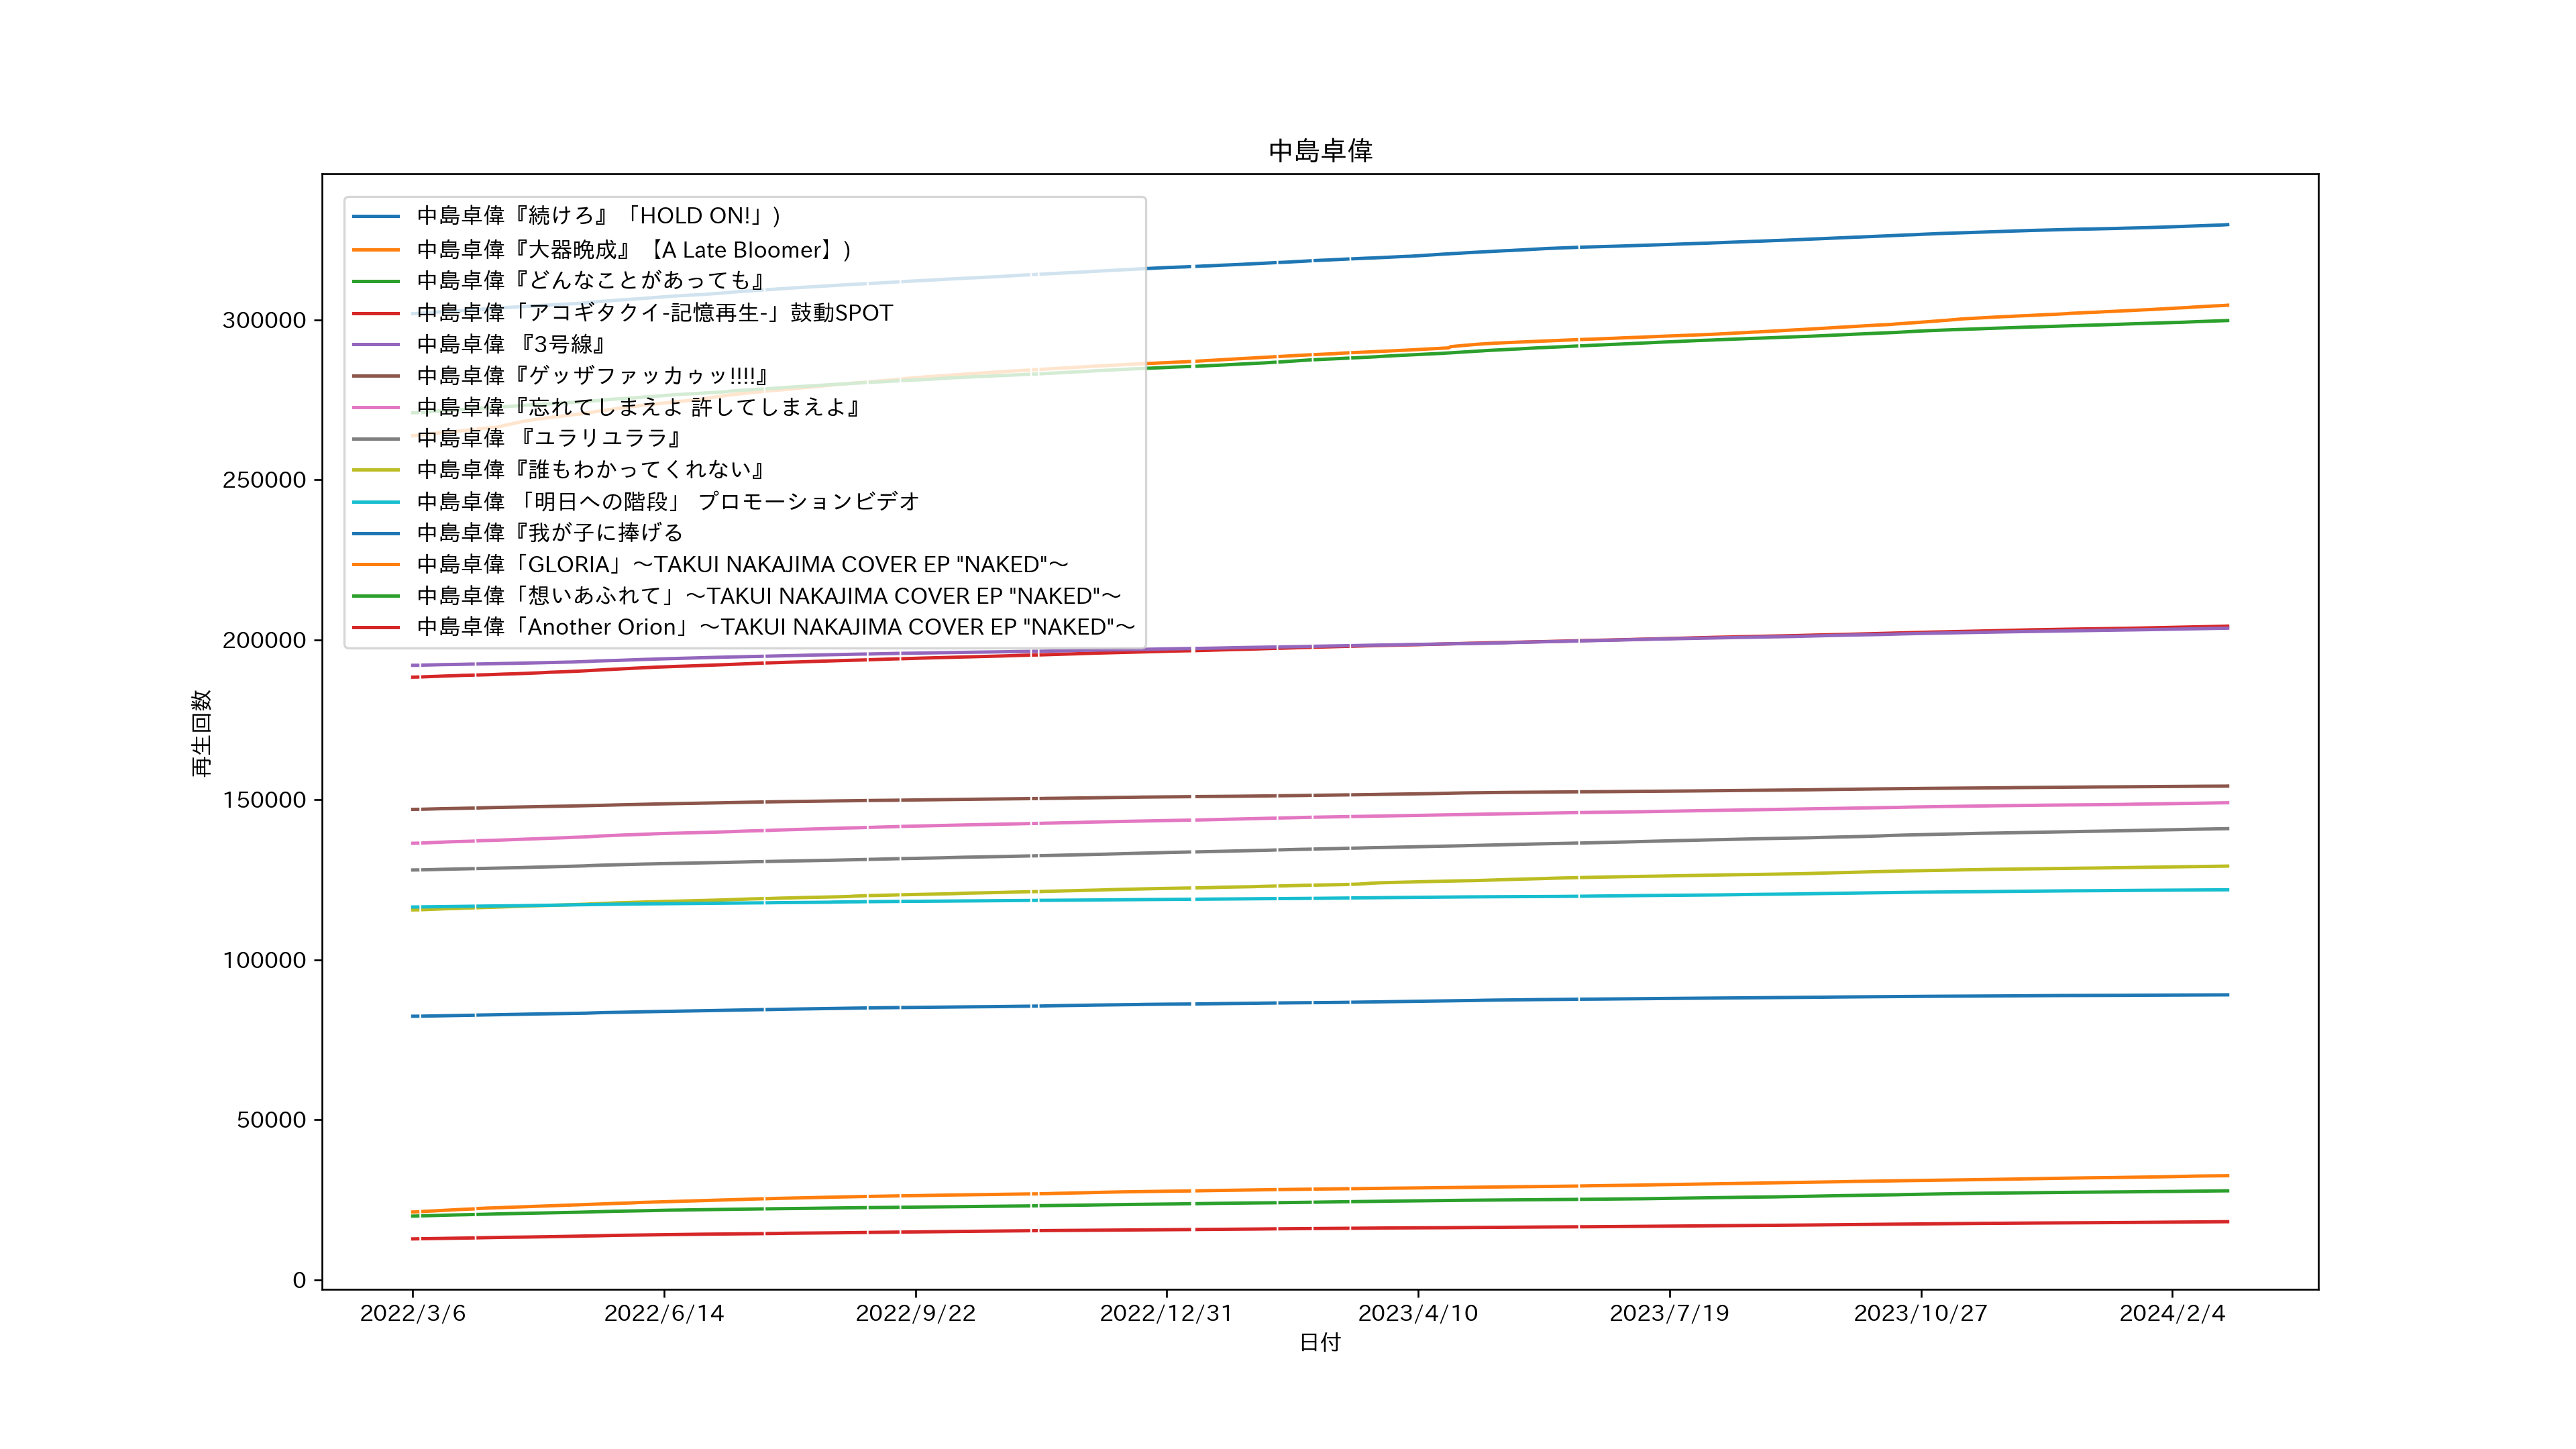 中島卓偉
中島卓偉『続けろ』「HOLD ON!」)
中島卓偉『大器晩成』【A Late Bloomer】)
中島卓偉『どんなことがあっても』
中島卓偉「アコギタクイ-記憶再生-」鼓動SPOT
中島卓偉 『3号線』
中島卓偉『ゲッザファッカゥッ!!!!』
中島卓偉『忘れてしまえよ 許してしまえよ』
中島卓偉 『ユラリユララ』
中島卓偉『誰もわかってくれない』
中島卓偉 「明日への階段」 プロモーションビデオ
中島卓偉『我が子に捧げる
中島卓偉「GLORIA」〜TAKUI NAKAJIMA COVER EP "NAKED"〜
中島卓偉「想いあふれて」〜TAKUI NAKAJIMA COVER EP "NAKED"〜
中島卓偉「Another Orion」〜TAKUI NAKAJIMA COVER EP "NAKED"〜
再生回数
300000
250000
200000
150000
100000
50000
0
2022/3/6
2022/6/14
2022/9/22
2022/12/31
2023/4/10
2023/7/19
2023/10/27
2024/2/4
日付